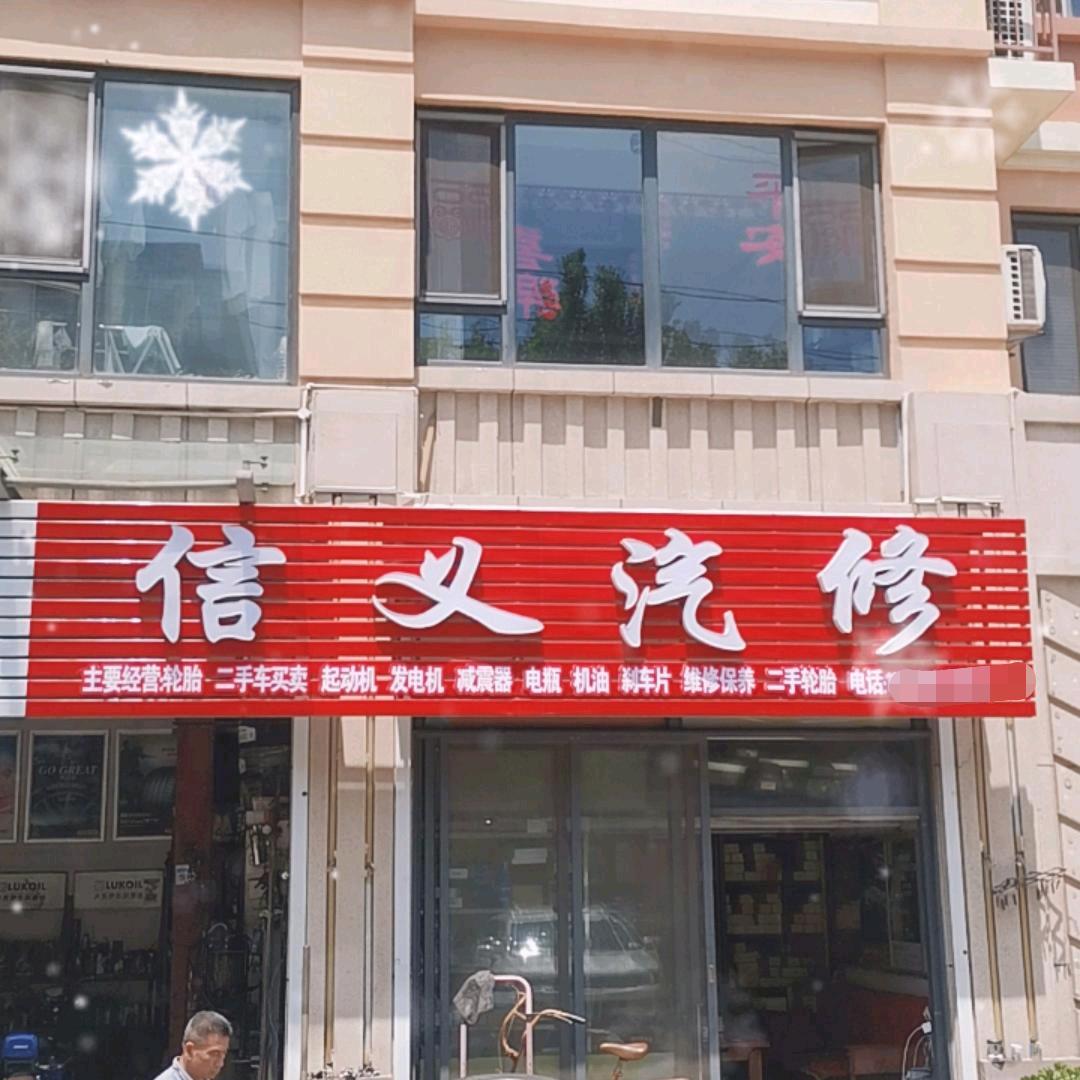 平安
信义汽修
主要经营:轮胎 二手车买卖 起动机 发电机 减震器 电瓶 机油 刹车片 维修保养 二手轮胎 电话:
GO GREAT
LUKOIL LUKOIL